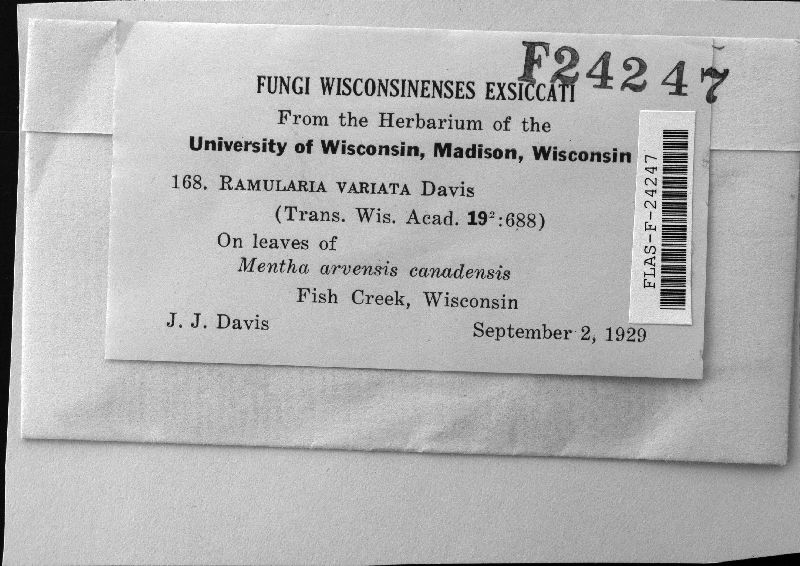 F24247
FUNGI WISCONSINENSES EXSICCATI
From the Herbarium of the
University of Wisconsin, Madison, Wisconsin
168. RAMULARIA VARIATA Davis
(Trans. Wis. Acad. 19²:688)
On leaves of
Mentha arvensis canadensis
Fish Creek, Wisconsin
J. J. Davis September 2, 1929
FLAS-F-24247